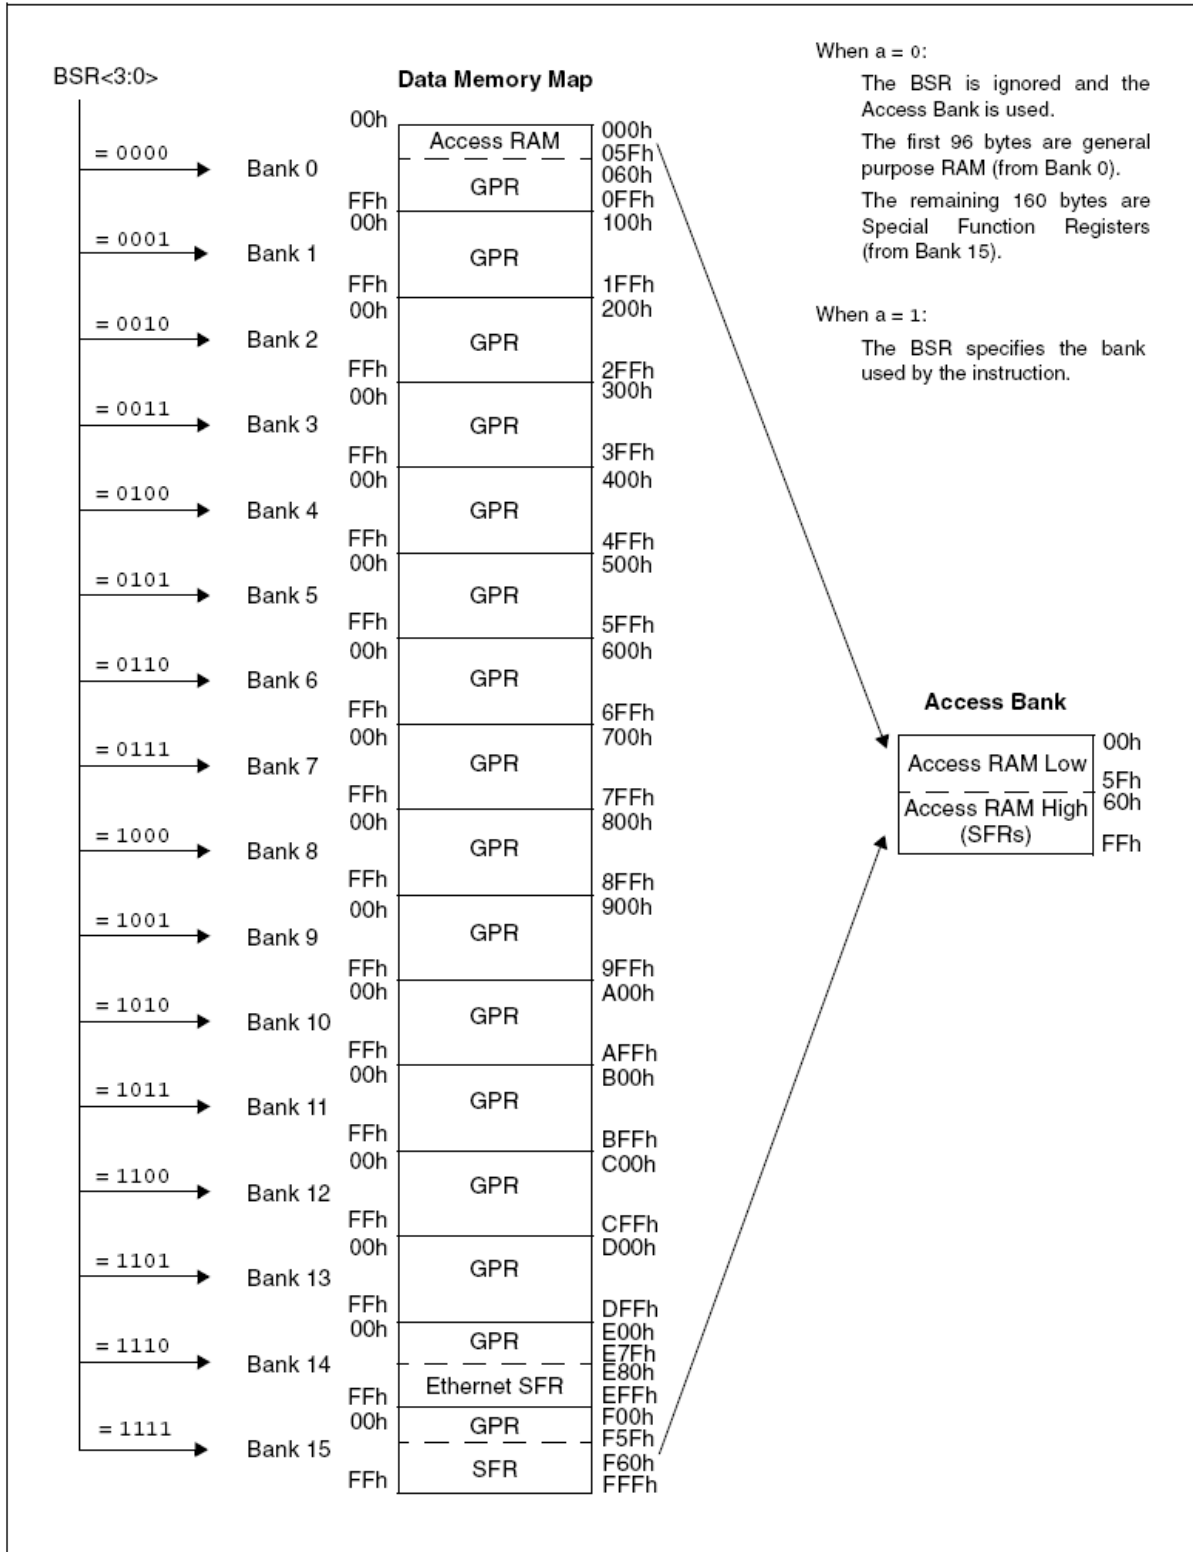 BSR<3:0>
Data Memory Map
When a = 0:
The BSR is ignored and the
Access Bank is used.
The first 96 bytes are general
purpose RAM (from Bank 0).
The remaining 160 bytes are
Special Function Registers
(from Bank 15).
When a = 1:
The BSR specifies the bank
used by the instruction.
= 0000
Bank 0
00h
FFh
Access RAM
GPR
000h
05Fh
060h
0FFh
= 0001
Bank 1
00h
FFh
GPR
100h
1FFh
= 0010
Bank 2
00h
FFh
GPR
200h
2FFh
= 0011
Bank 3
00h
FFh
GPR
300h
3FFh
= 0100
Bank 4
00h
FFh
GPR
400h
4FFh
= 0101
Bank 5
00h
FFh
GPR
500h
5FFh
= 0110
Bank 6
00h
FFh
GPR
600h
6FFh
= 0111
Bank 7
00h
FFh
GPR
700h
7FFh
= 1000
Bank 8
00h
FFh
GPR
800h
8FFh
= 1001
Bank 9
00h
FFh
GPR
900h
9FFh
= 1010
Bank 10
00h
FFh
GPR
A00h
AFFh
= 1011
Bank 11
00h
FFh
GPR
B00h
BFFh
= 1100
Bank 12
00h
FFh
GPR
C00h
CFFh
= 1101
Bank 13
00h
FFh
GPR
D00h
DFFh
= 1110
Bank 14
00h
FFh
GPR
Ethernet SFR
E00h
E7Fh
E80h
EFFh
= 1111
Bank 15
00h
FFh
GPR
SFR
F00h
F5Fh
F60h
FFFh
Access Bank
Access RAM Low
00h
5Fh
Access RAM High
(SFRs)
60h
FFh